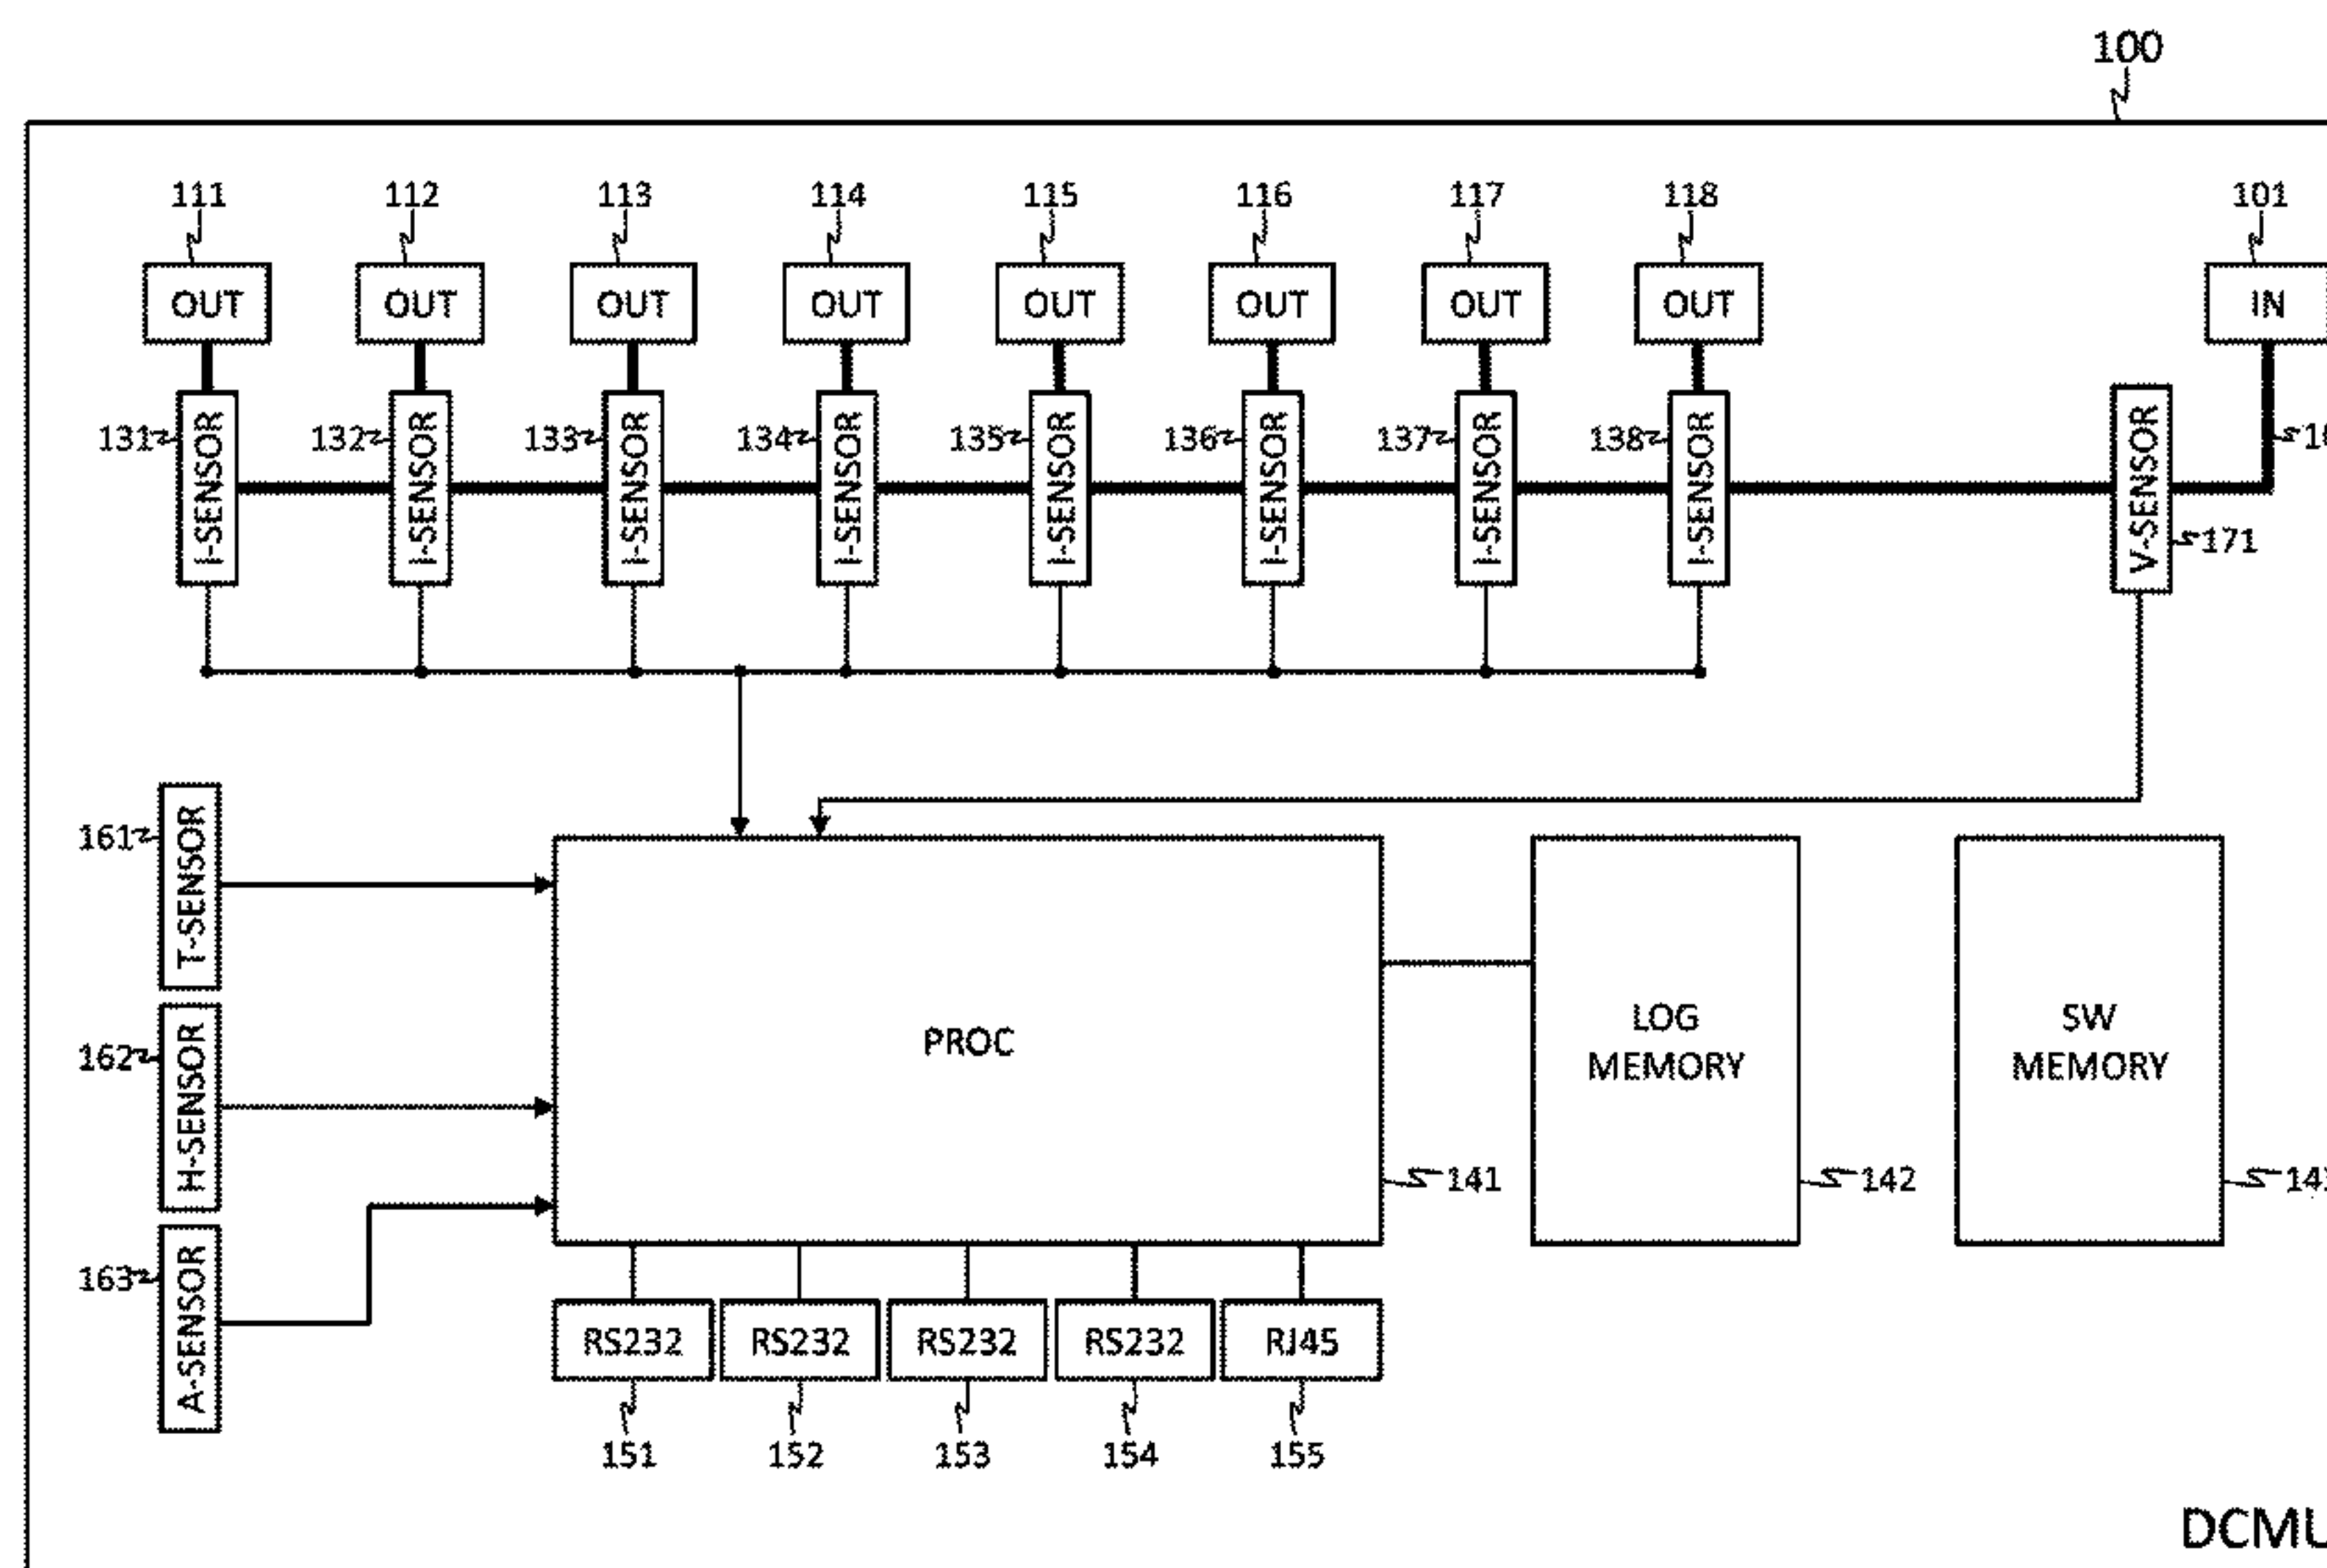 100
111 112 113 114 115 116 117 118 101
OUT OUT OUT OUT OUT OUT OUT OUT IN
131 I-SENSOR 132 I-SENSOR 133 I-SENSOR 134 I-SENSOR 135 I-SENSOR 136 I-SENSOR 137 I-SENSOR 138 I-SENSOR V-SENSOR
171
161 T-SENSOR
162 H-SENSOR
163 A-SENSOR
PROC
141
LOG
MEMORY
142
SW
MEMORY
RS232 RS232 RS232 RS232 RJ45
151 152 153 154 155
DCMU